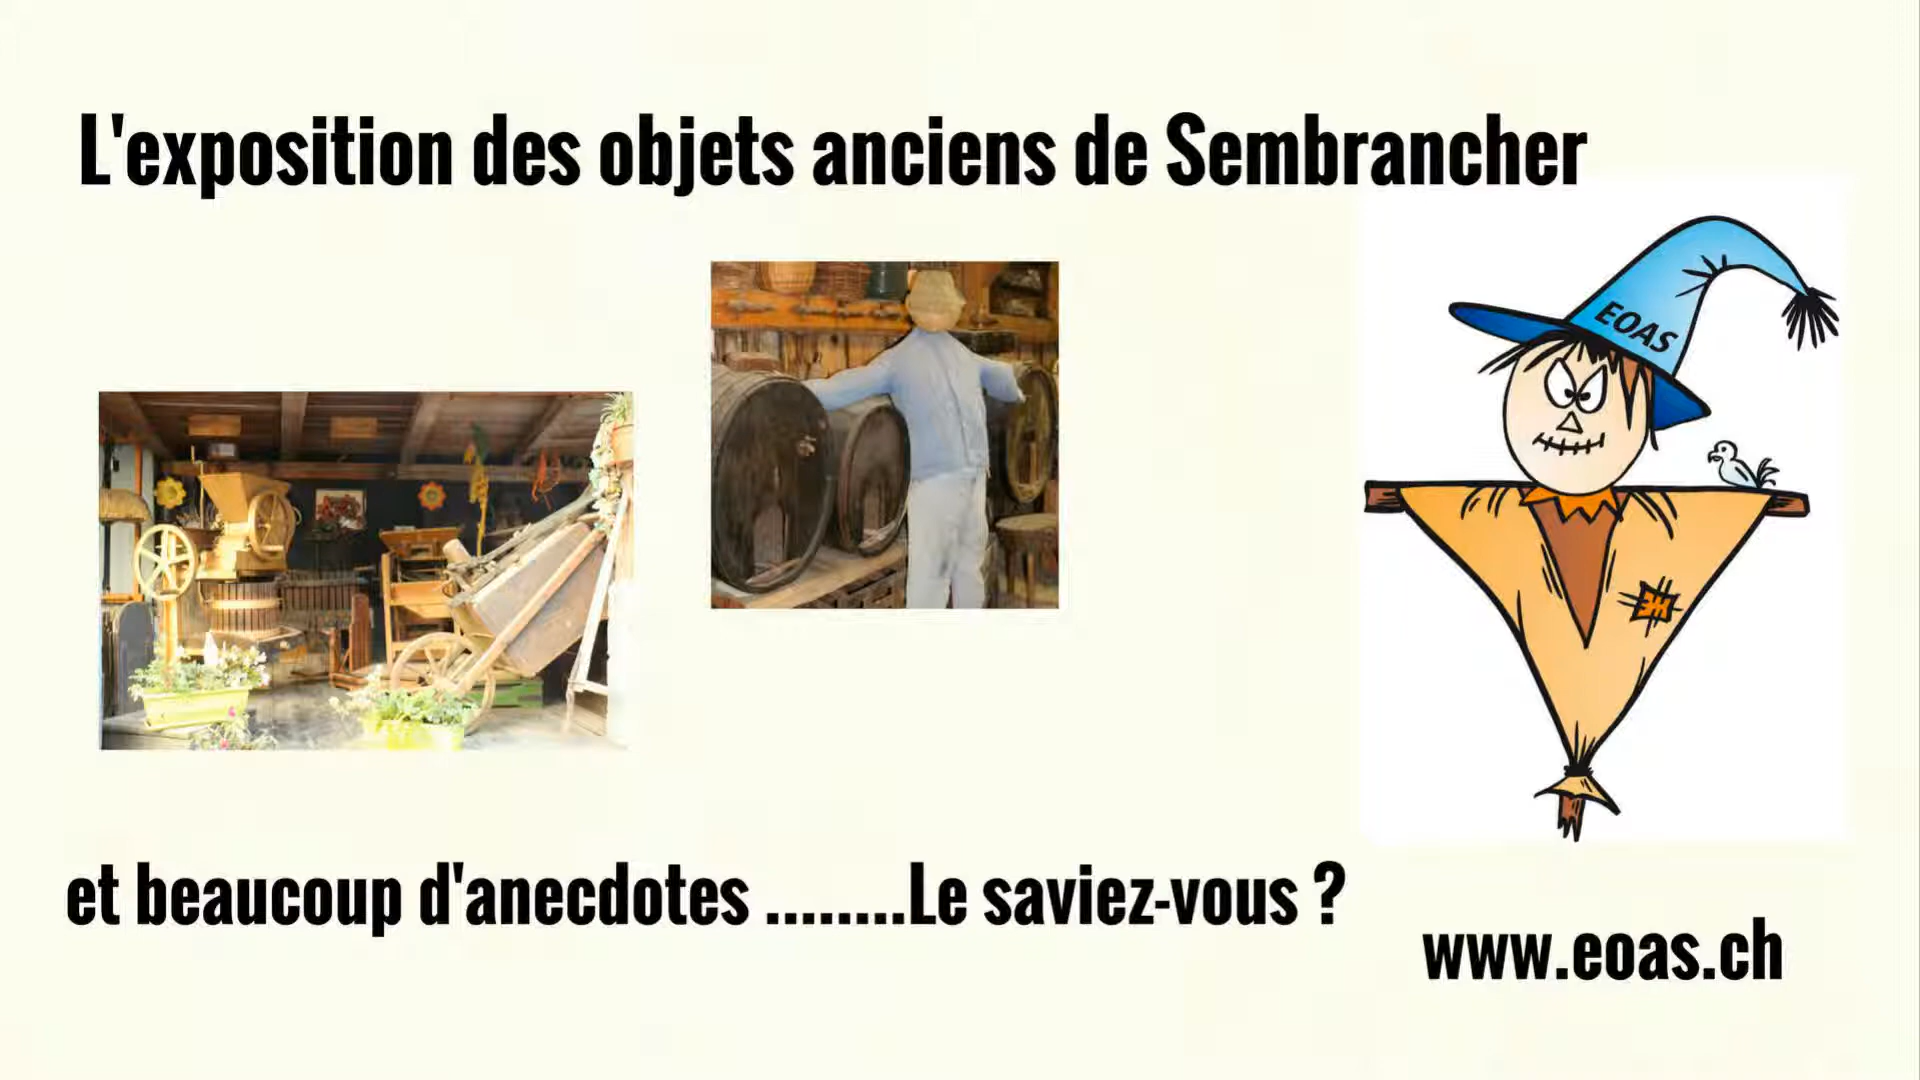 L'exposition des objets anciens de Sembrancher
EOAS
et beaucoup d'anecdotes ........Le saviez-vous ?
www.eoas.ch